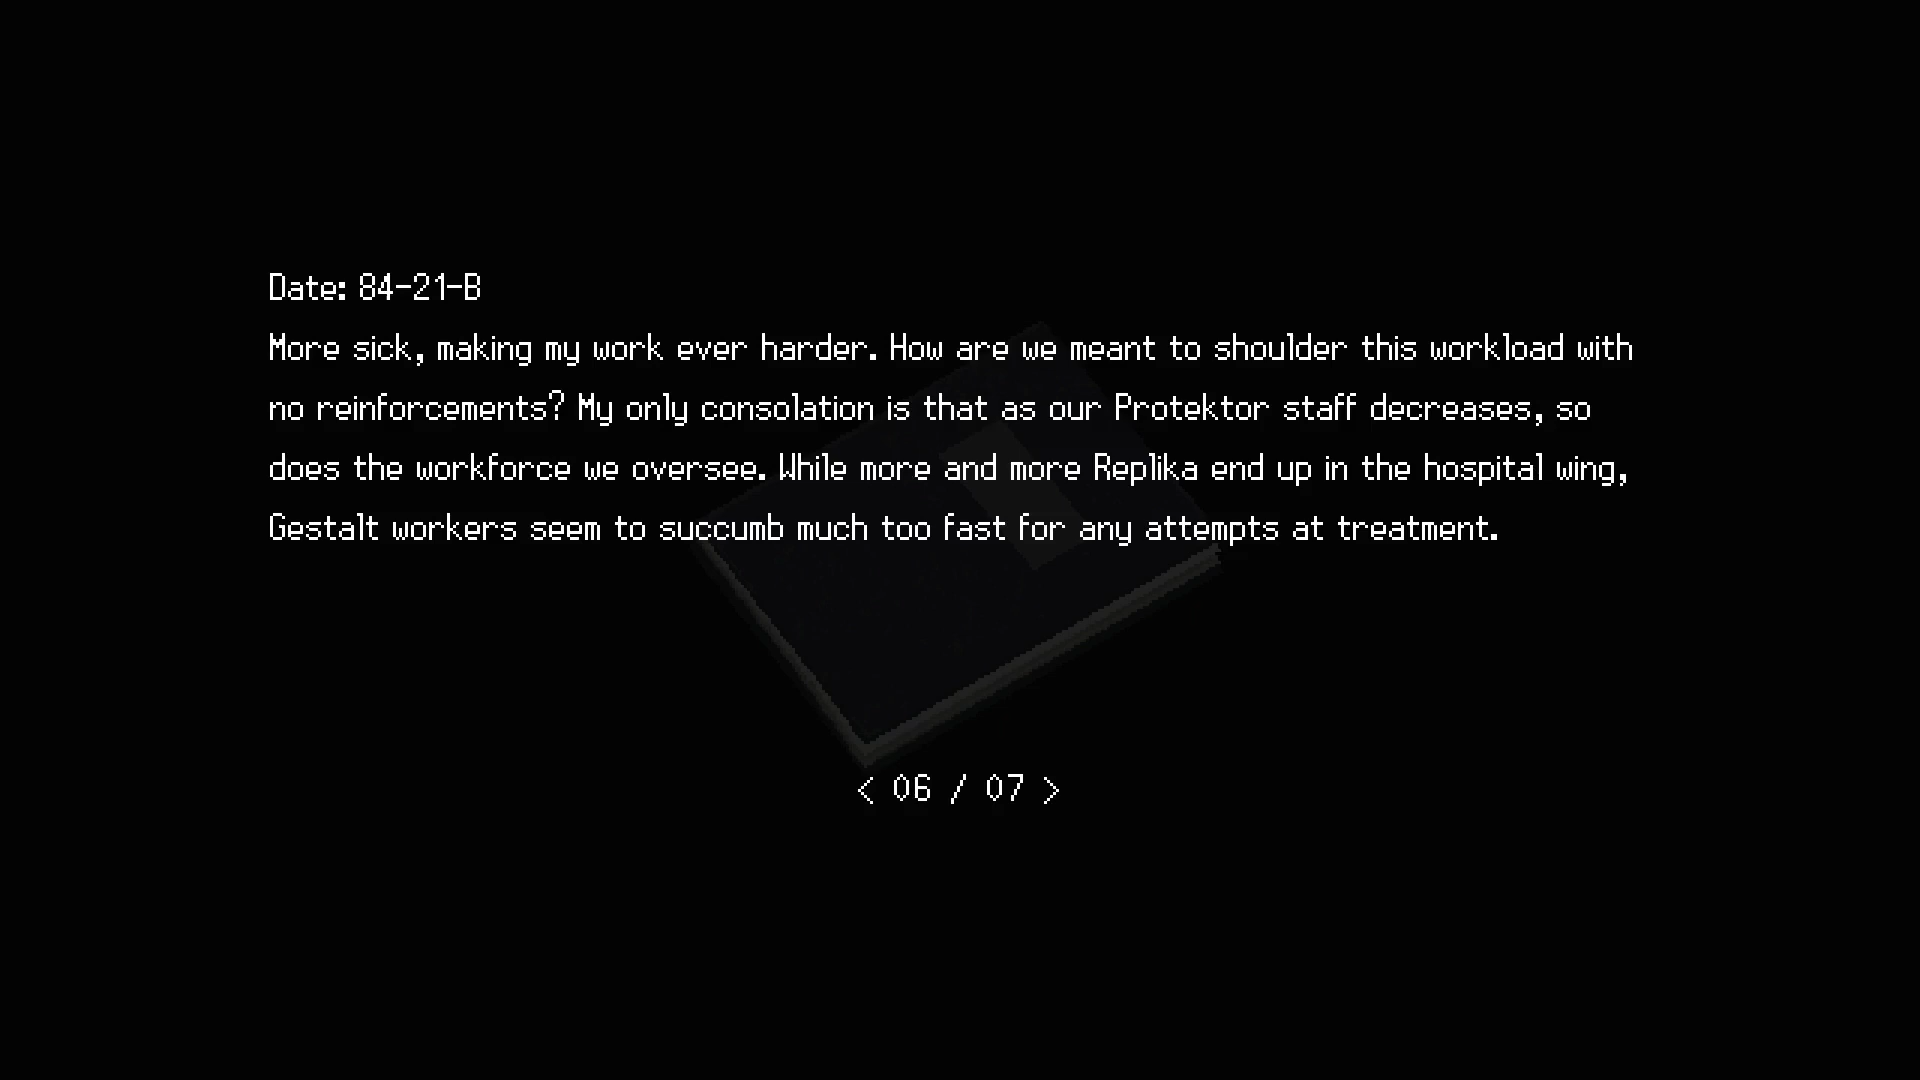 Date: 84-21-B
More sick, making my work ever harder. How are we meant to shoulder this workload with
no reinforcements? My only consolation is that as our Protektor staff decreases, so
does the workforce we oversee. While more and more Replika end up in the hospital wing,
Gestalt workers seem to succumb much too fast for any attempts at treatment.
< 06 / 07 >